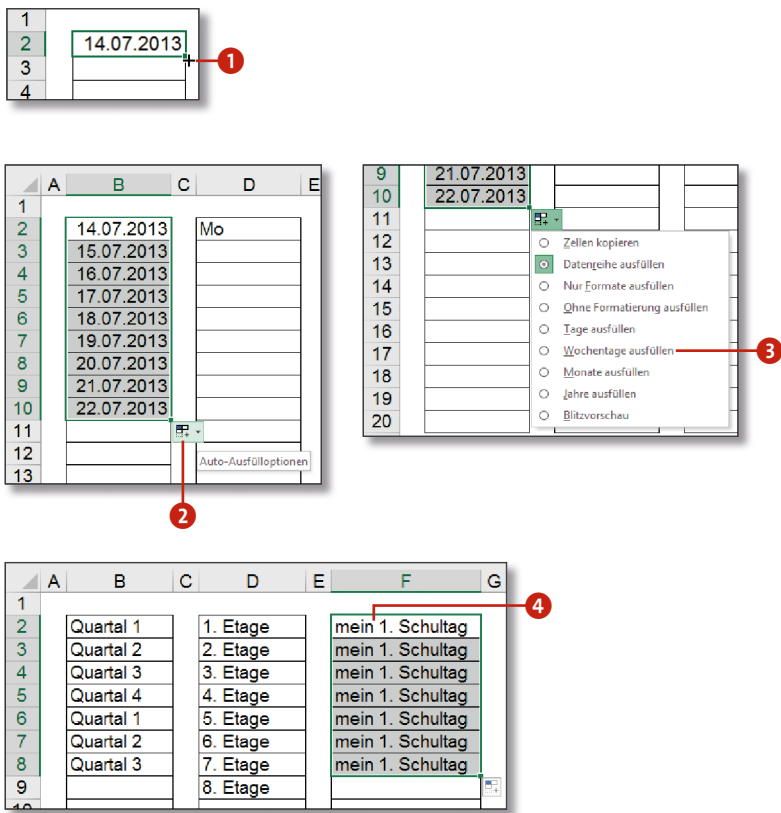 1
2 14.07.2013
3
4
1
A B C D E
1
2 14.07.2013 Mo
3 15.07.2013
4 16.07.2013
5 17.07.2013
6 18.07.2013
7 19.07.2013
8 20.07.2013
9 21.07.2013
10 22.07.2013
11
12
13
Auto-Ausfülloptionen
2
9 21.07.2013
10 22.07.2013
11
12
13
14
15
16
17
18
19
20
Zellen kopieren
Datenreihe ausfüllen
Nur Formate ausfüllen
Ohne Formatierung ausfüllen
Tage ausfüllen
Wochentage ausfüllen
Monate ausfüllen
Jahre ausfüllen
Blitzvorschau
3
A B C D E F G
1
2 Quartal 1 1. Etage mein 1. Schultag
3 Quartal 2 2. Etage mein 1. Schultag
4 Quartal 3 3. Etage mein 1. Schultag
5 Quartal 4 4. Etage mein 1. Schultag
6 Quartal 1 5. Etage mein 1. Schultag
7 Quartal 2 6. Etage mein 1. Schultag
8 Quartal 3 7. Etage mein 1. Schultag
9 8. Etage
10
4